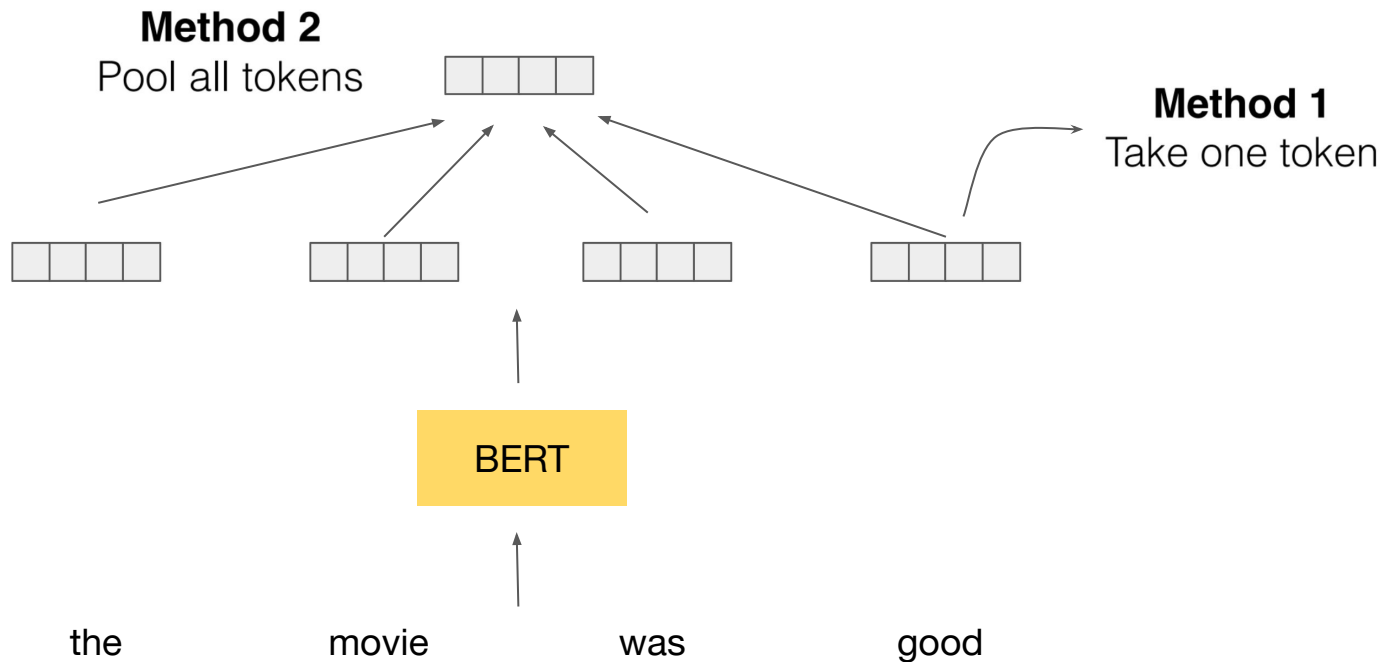 Method 2
Pool all tokens
Method 1
Take one token
BERT
the movie was good